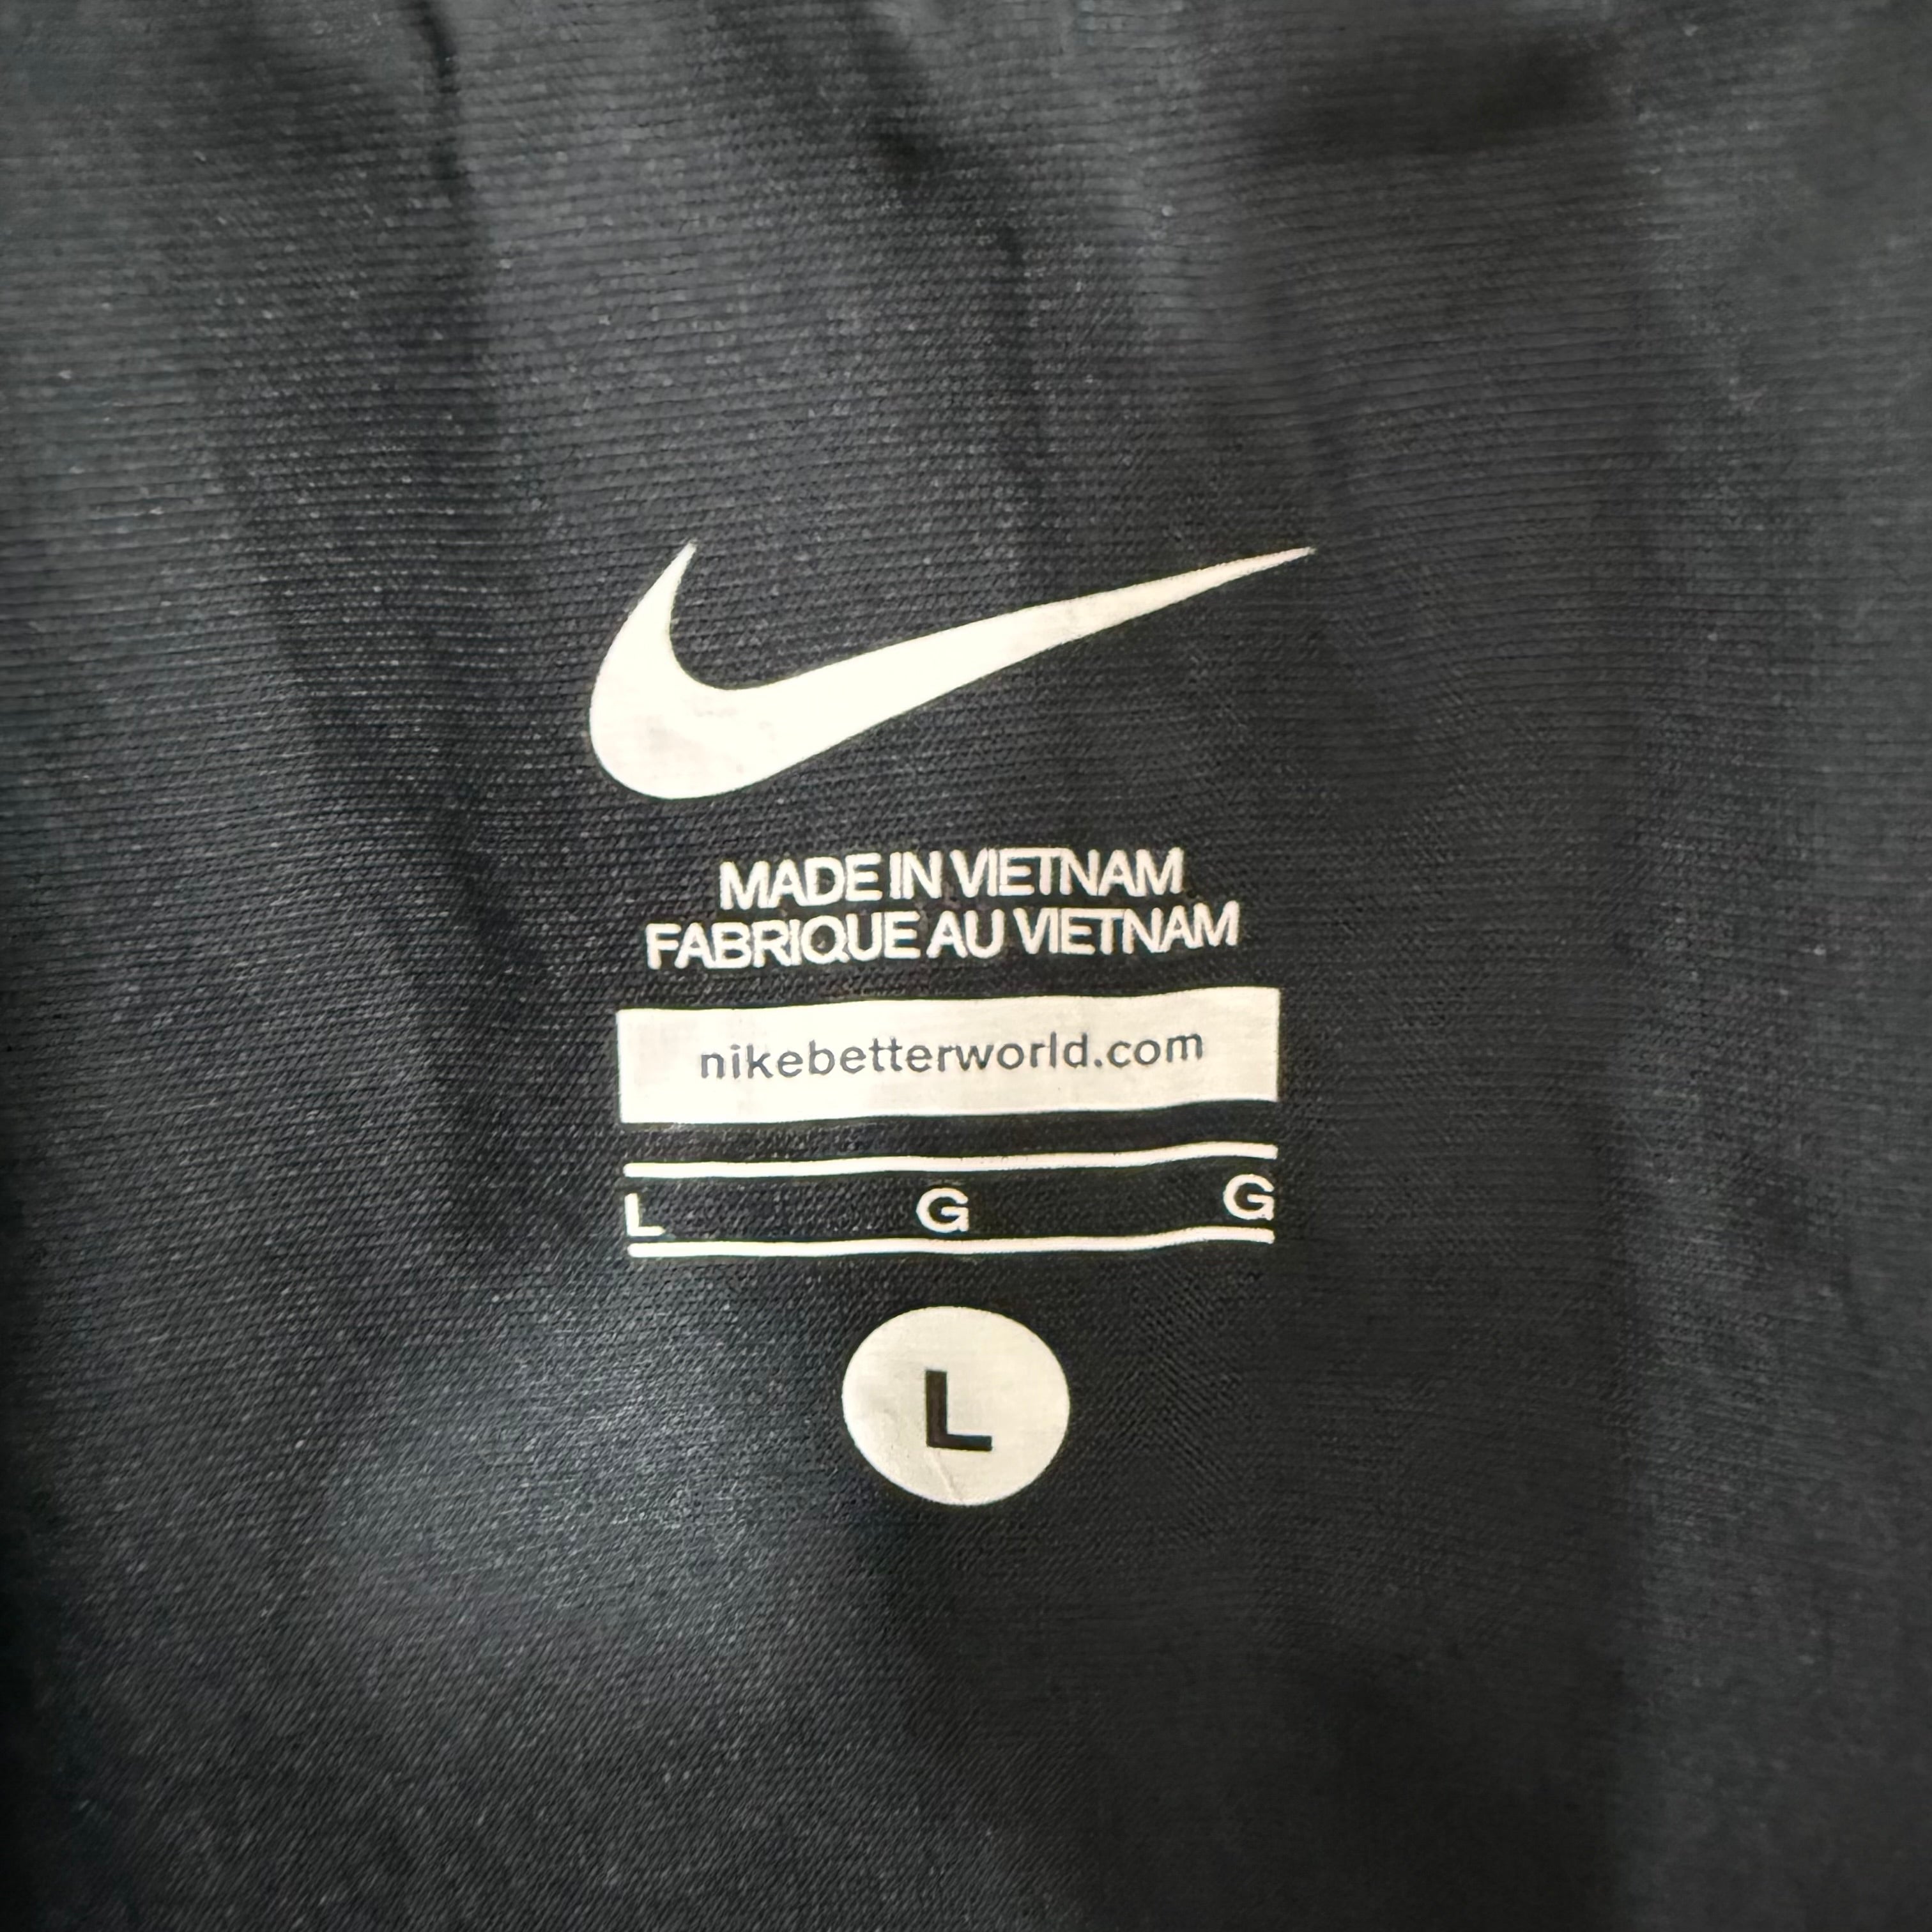 MADE IN VIETNAM
FABRIQUE AU VIETNAM
nikebetterworld.com
L G G
L